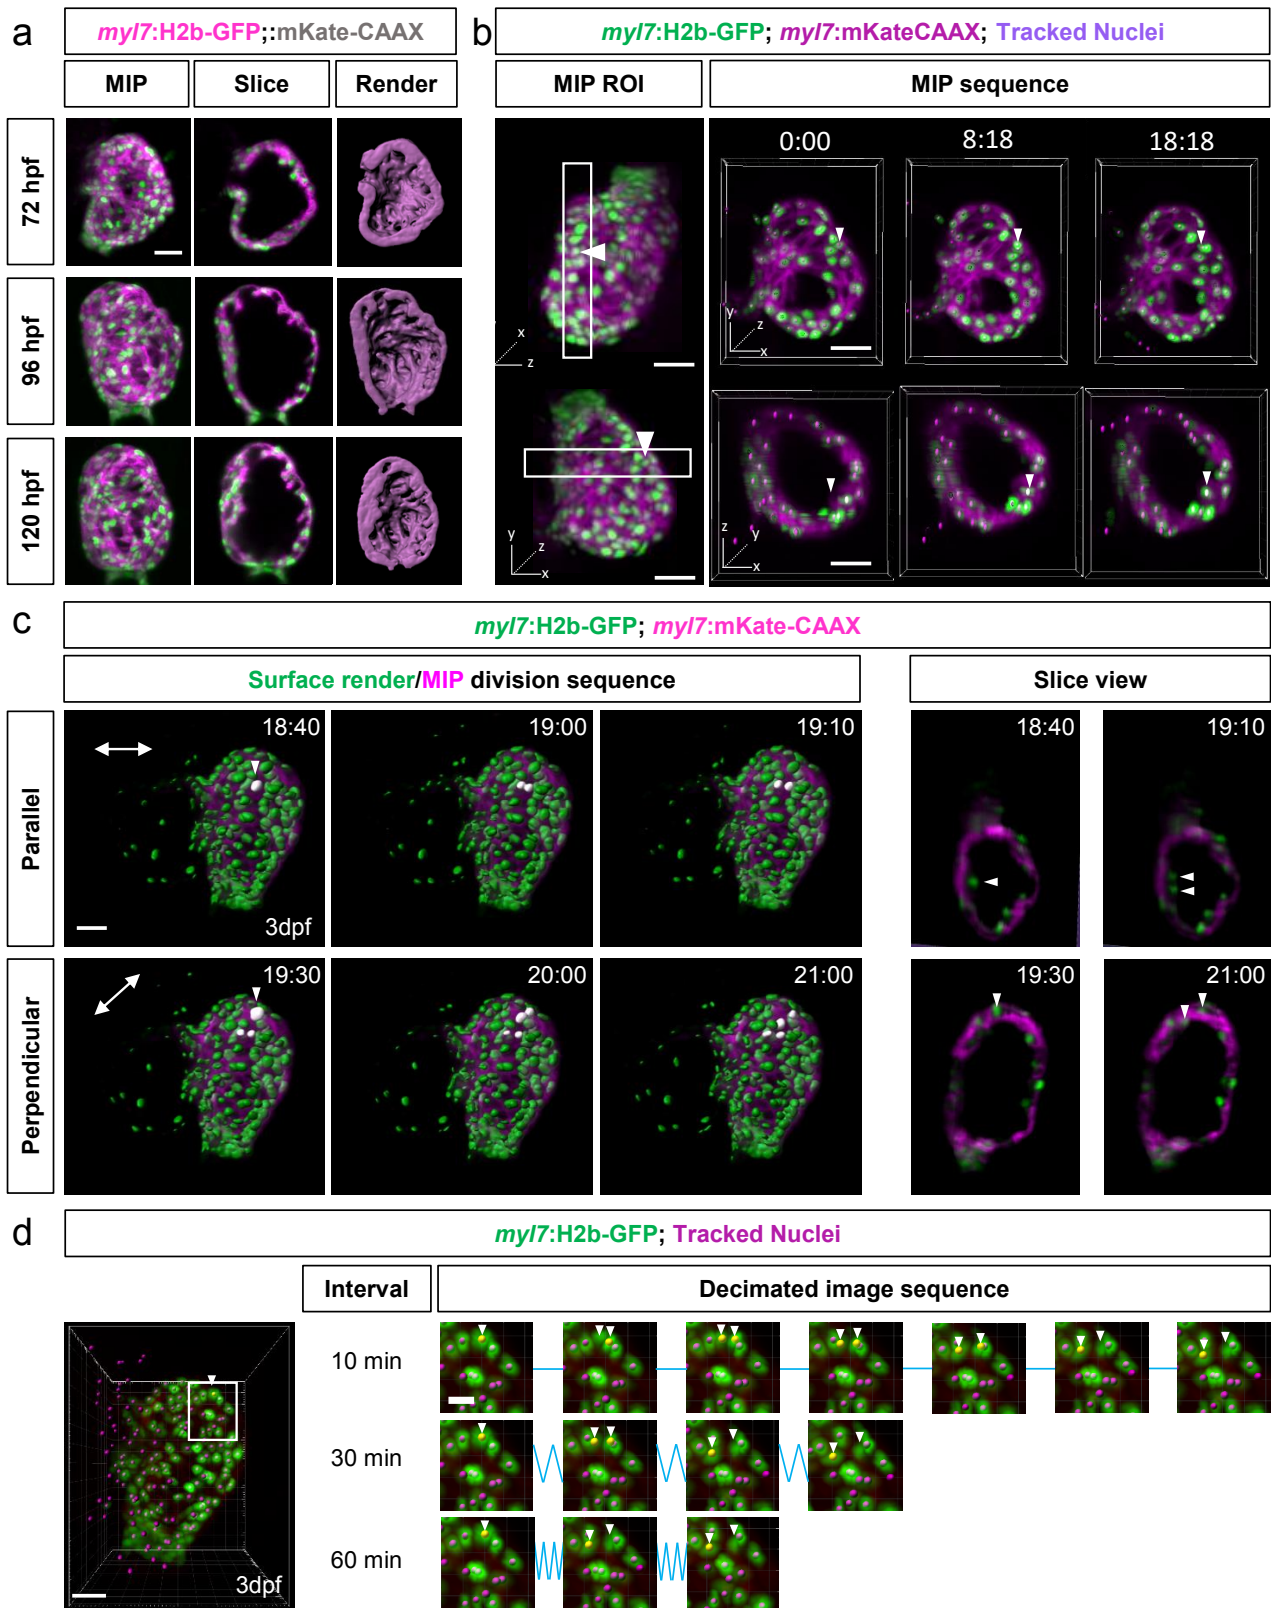 a
myl7:H2b-GFP;:mKate-CAAX
MIP
Slice
Render
72 hpf
96 hpf
120 hpf
b
myl7:H2b-GFP; myl7:mKateCAAX; Tracked Nuclei
MIP ROI
MIP sequence
0:00
8:18
18:18
x
z
y
z
x
y
z
x
z
y
x
c
myl7:H2b-GFP; myl7:mKate-CAAX
Surface render/MIP division sequence
Slice view
Parallel
18:40
3dpf
19:00
19:10
18:40
19:10
Perpendicular
19:30
20:00
21:00
19:30
21:00
d
myl7:H2b-GFP; Tracked Nuclei
Interval
Decimated image sequence
3dpf
10 min
30 min
60 min